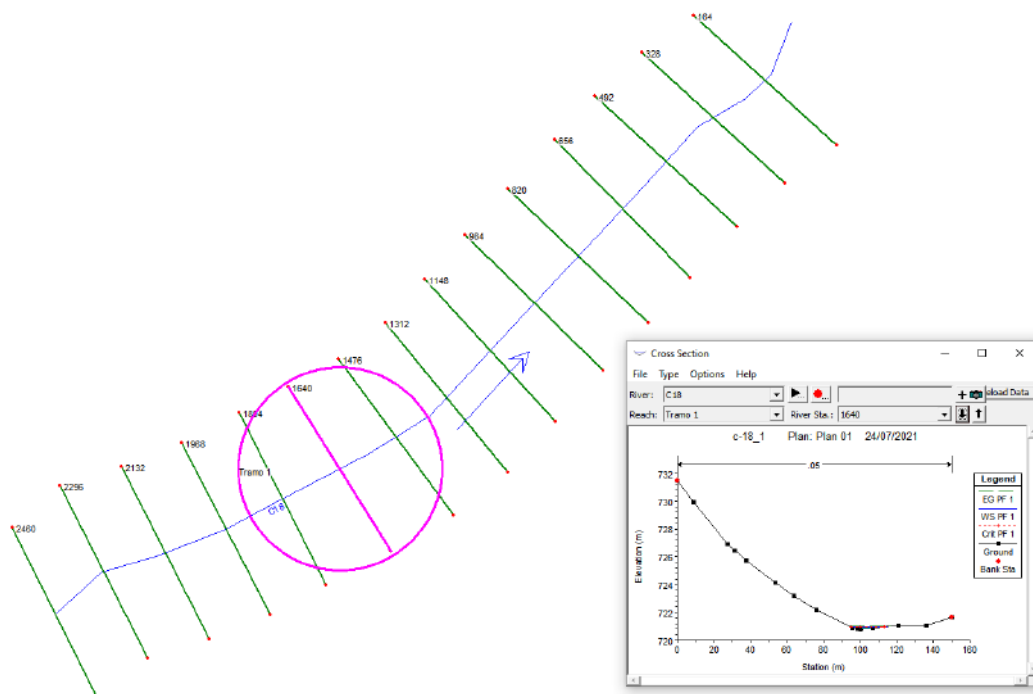 164
328
492
656
820
984
1148
1312
1476
1640
1804
Tramo 1
C18
1968
2132
2296
2460
Cross Section
File Type Options Help
River: C18 eload Data
Reach: Tramo 1 River Sta.: 1640
c-18_1 Plan: Plan 01 24/07/2021
.05
732
730
728
726
724
722
720
0 20 40 60 80 100 120 140 160
Elevation (m)
Station (m)
Legend
EG PF 1
WS PF 1
Crit PF 1
Ground
Bank Sta